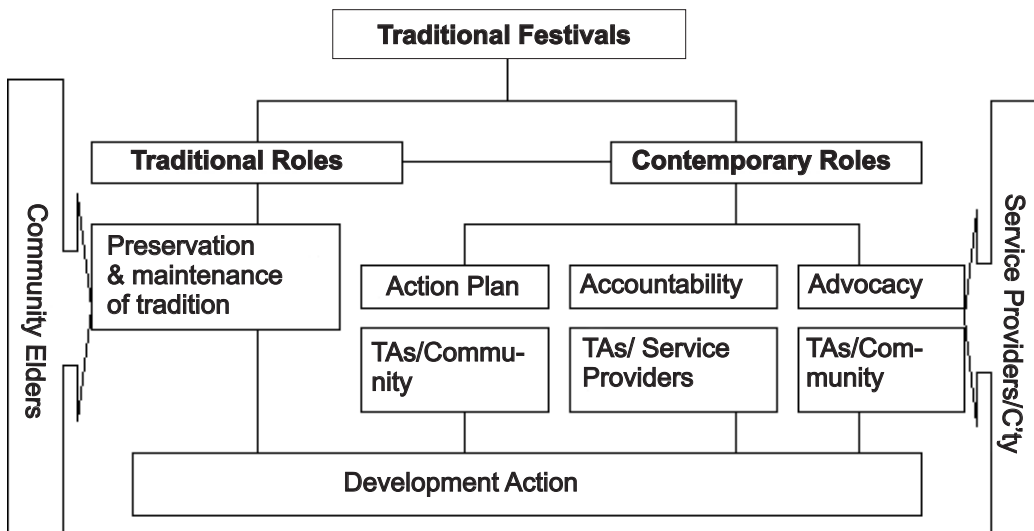 Traditional Festivals
Traditional Roles
Contemporary Roles
Community Elders
Preservation
& maintenance
of tradition
Action Plan
Accountability
Advocacy
TAs/Commu-
nity
TAs/ Service
Providers
TAs/Com-
munity
Service Providers/C'ty
Development Action